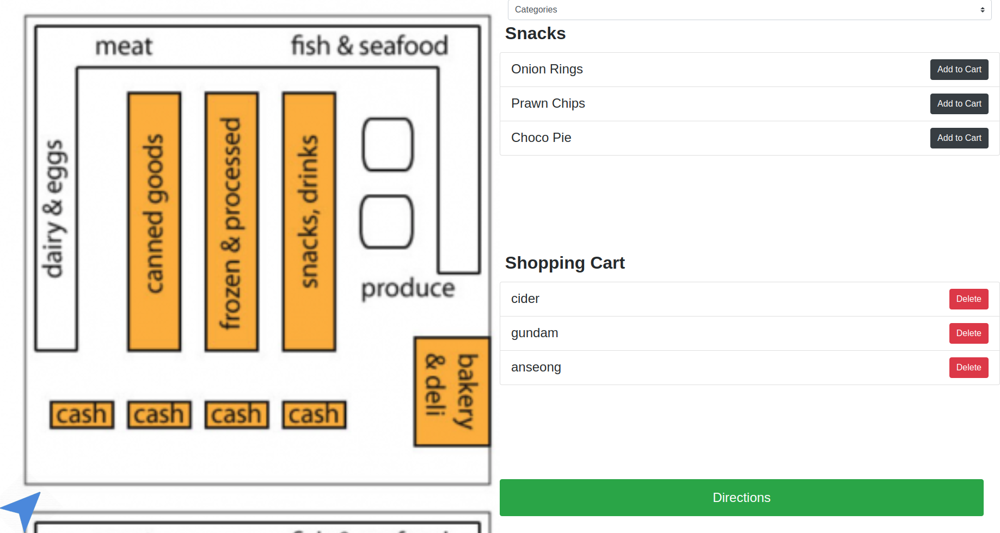 meat
fish & seafood
dairy & eggs
canned goods
frozen & processed
snacks, drinks
produce
bakery
& deli
cash
cash
cash
cash
Categories
Snacks
Onion Rings
Add to Cart
Prawn Chips
Add to Cart
Choco Pie
Add to Cart
Shopping Cart
cider
Delete
gundam
Delete
anseong
Delete
Directions